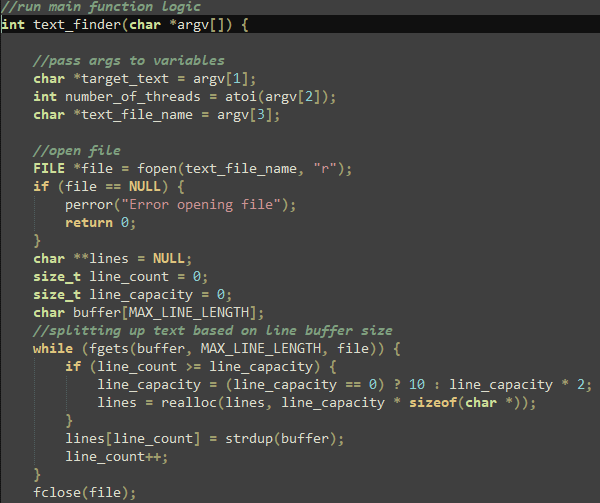 //run main function logic
int text_finder(char *argv[]) {
//pass args to variables
char *target_text = argv[1];
int number_of_threads = atoi(argv[2]);
char *text_file_name = argv[3];
//open file
FILE *file = fopen(text_file_name, "r");
if (file == NULL) {
perror("Error opening file");
return 0;
}
char **lines = NULL;
size_t line_count = 0;
size_t line_capacity = 0;
char buffer[MAX_LINE_LENGTH];
//splitting up text based on line buffer size
while (fgets(buffer, MAX_LINE_LENGTH, file)) {
if (line_count >= line_capacity) {
line_capacity = (line_capacity == 0) ? 10 : line_capacity * 2;
lines = realloc(lines, line_capacity * sizeof(char *));
}
lines[line_count] = strdup(buffer);
line_count++;
}
fclose(file);